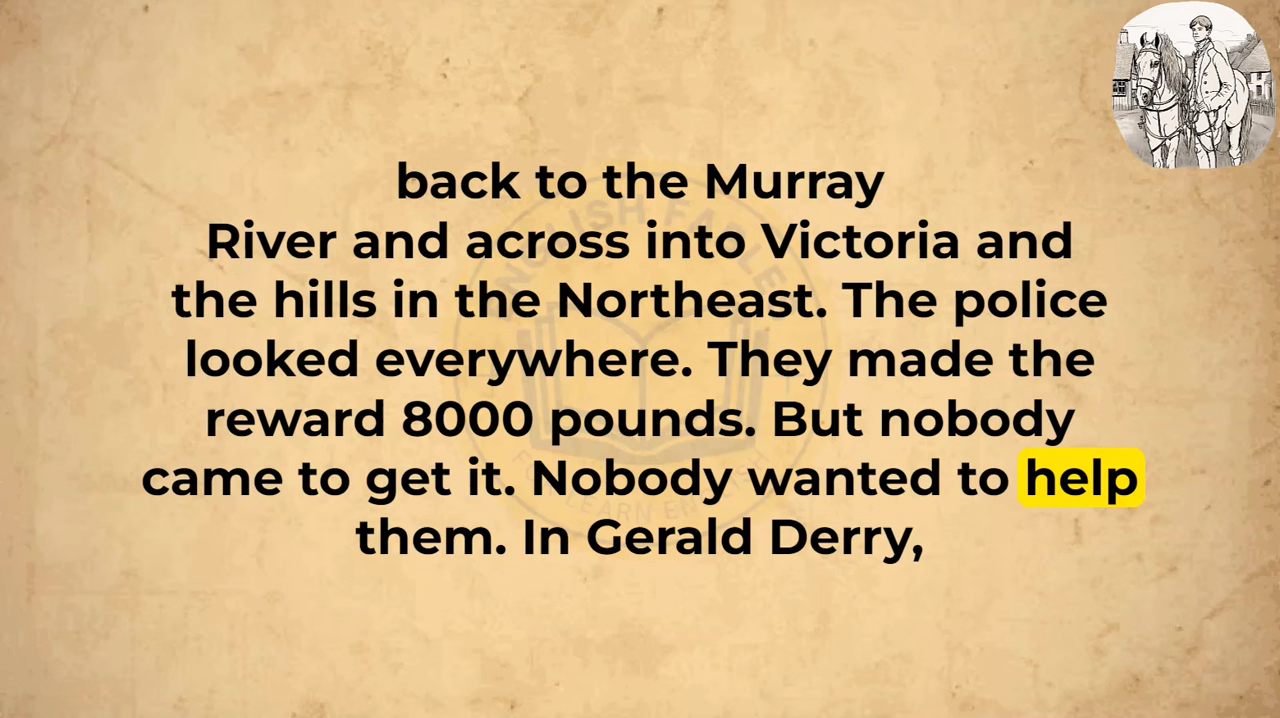 back to the Murray
River and across into Victoria and
the hills in the Northeast. The police
looked everywhere. They made the
reward 8000 pounds. But nobody
came to get it. Nobody wanted to help
them. In Gerald Derry,